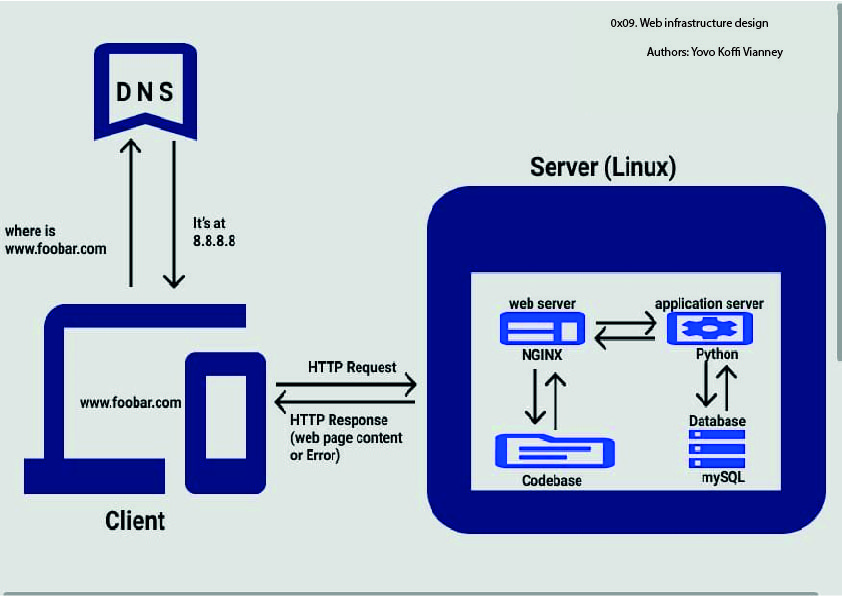 0x09. Web infrastructure design
Authors: Yovo Koffi Vianney
DNS
where is
www.foobar.com
It's at
8.8.8.8
Server (Linux)
web server
NGINX
application server
Python
Codebase
Database
mySQL
www.foobar.com
HTTP Request
HTTP Response
(web page content
or Error)
Client